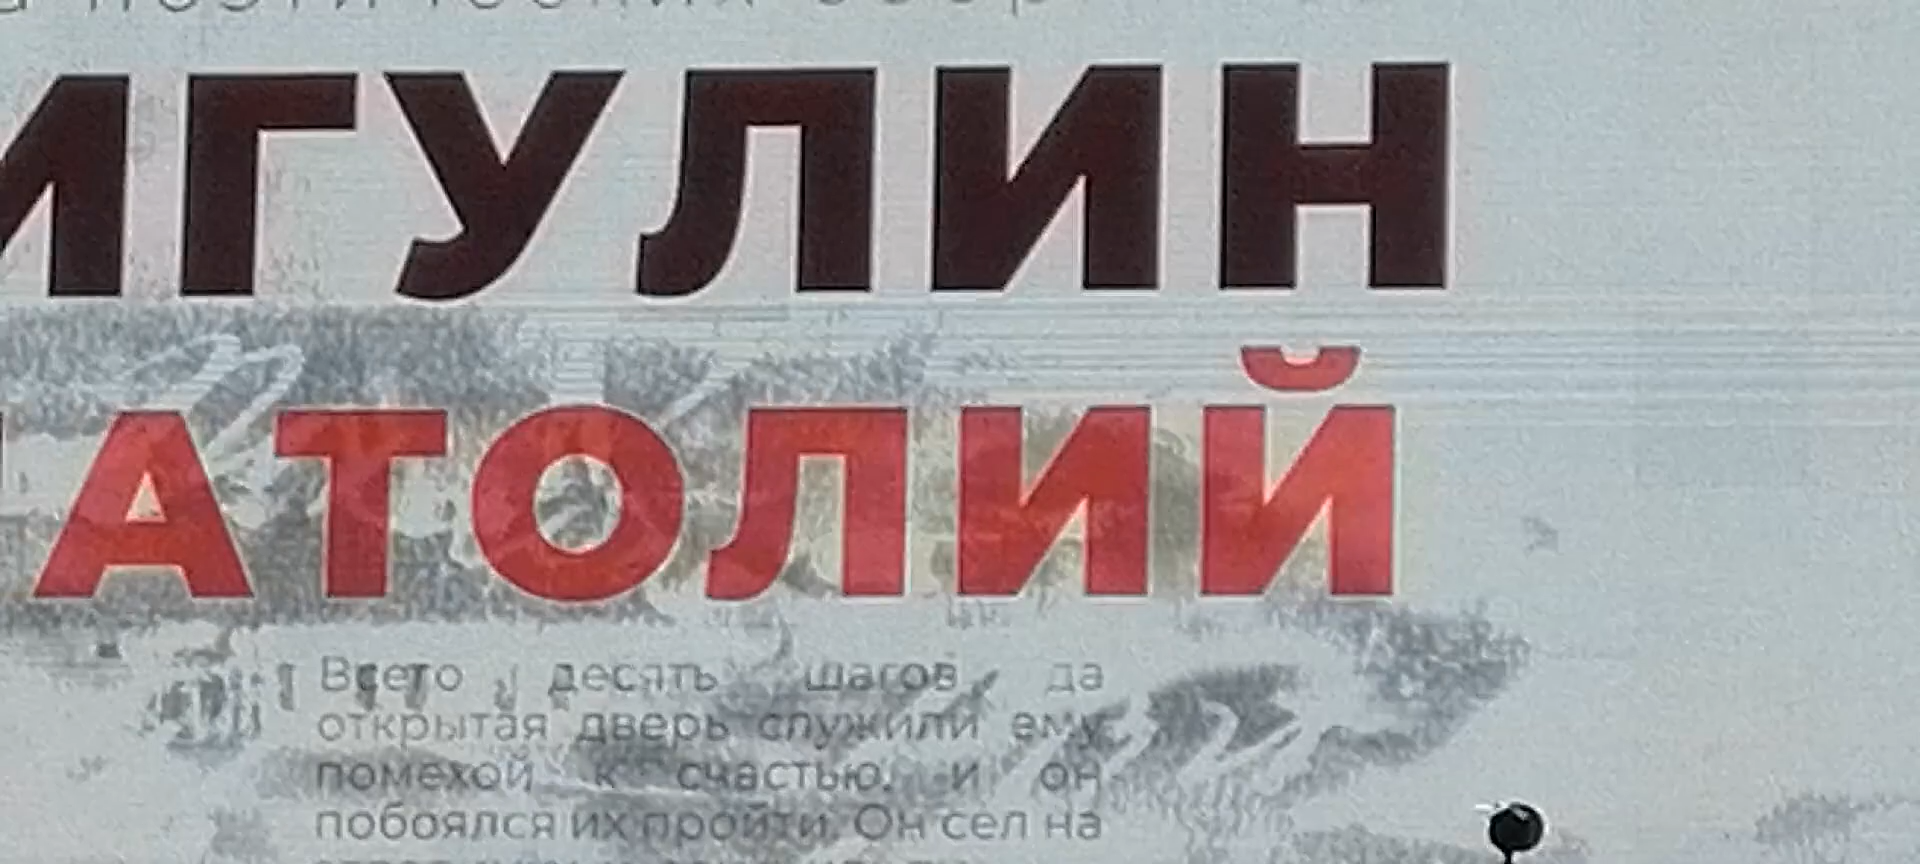 ИГУЛИН
АТОЛИЙ
Всего десять шагов да
открытая дверь служили ему
помехой к счастью, и он
побоялся их пройти. Он сел на